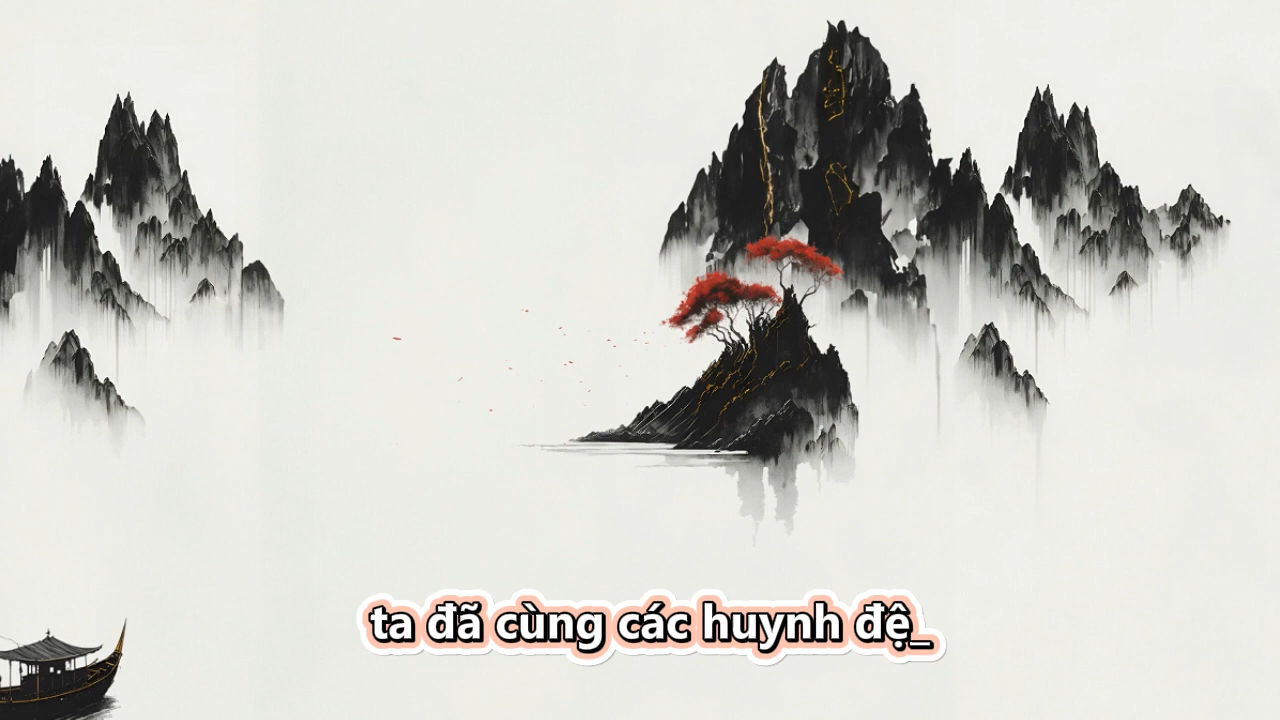 ta đã cùng các huynh đệ_